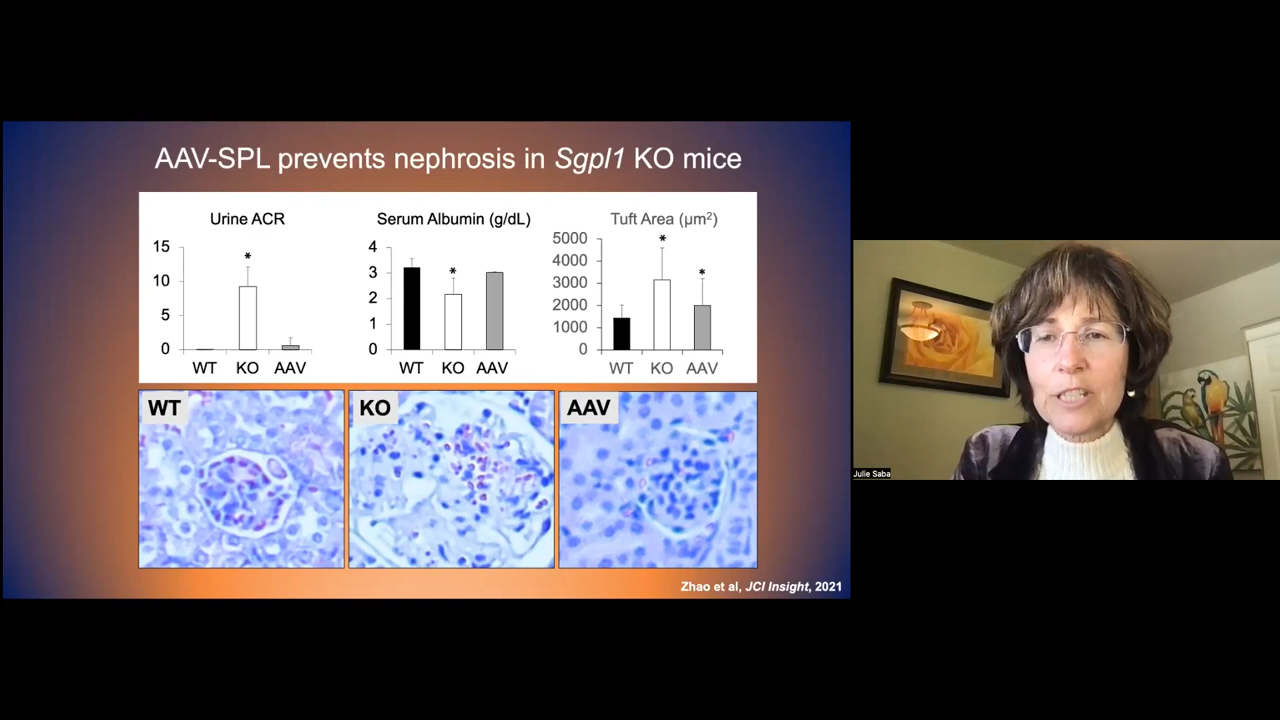 AAV-SPL prevents nephrosis in Sgpl1 KO mice
Urine ACR
15
10
5
0
WT KO AAV
Serum Albumin (g/dL)
4
3
2
1
0
WT KO AAV
Tuft Area (µm²)
5000
4000
3000
2000
1000
0
WT KO AAV
* * * *
WT
KO
AAV
Zhao et al, JCI Insight, 2021
Julie Saba